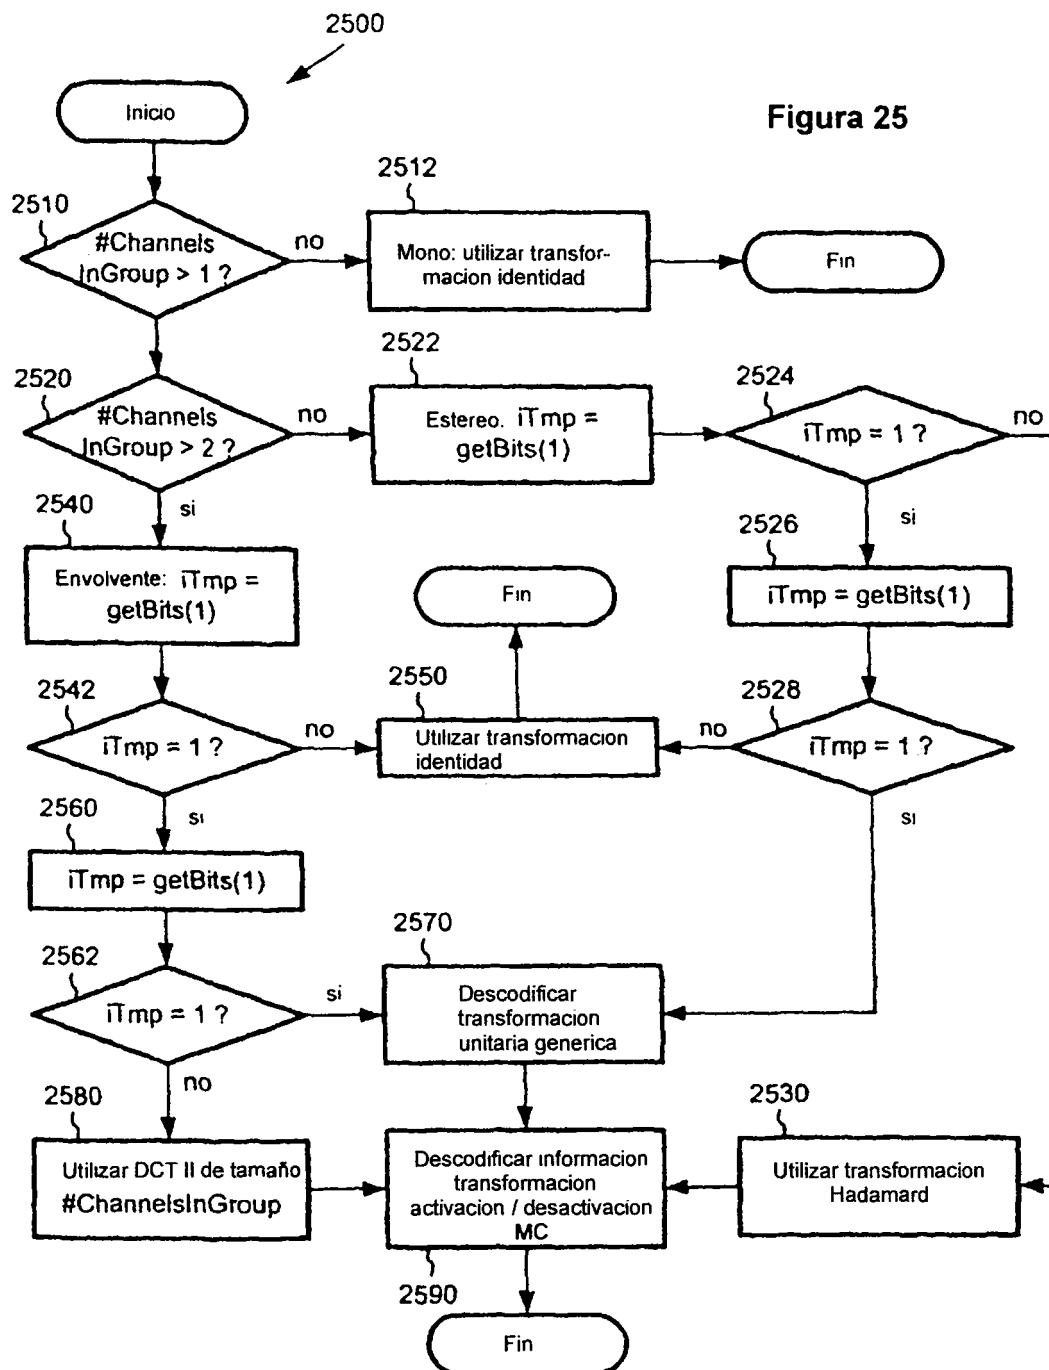 2500
Inicio
Figura 25
2510
#Channels
InGroup > 1 ?
no
2512
Mono: utilizar transfor-
macion identidad
Fin
2520
#Channels
InGroup > 2 ?
no
2522
Estereo. iTmp =
getBits(1)
2524
iTmp = 1 ?
no
si
si
2540
Envolvente: iTmp =
getBits(1)
Fin
2526
iTmp = getBits(1)
2542
iTmp = 1 ?
no
2550
Utilizar transformacion
identidad
no
2528
iTmp = 1 ?
si
si
2560
iTmp = getBits(1)
2562
iTmp = 1 ?
si
2570
Descodificar
transformacion
unitaria generica
no
2580
Utilizar DCT II de tamaño
#ChannelsInGroup
Descodificar informacion
transformacion
activacion / desactivacion
MC
2590
2530
Utilizar transformacion
Hadamard
Fin